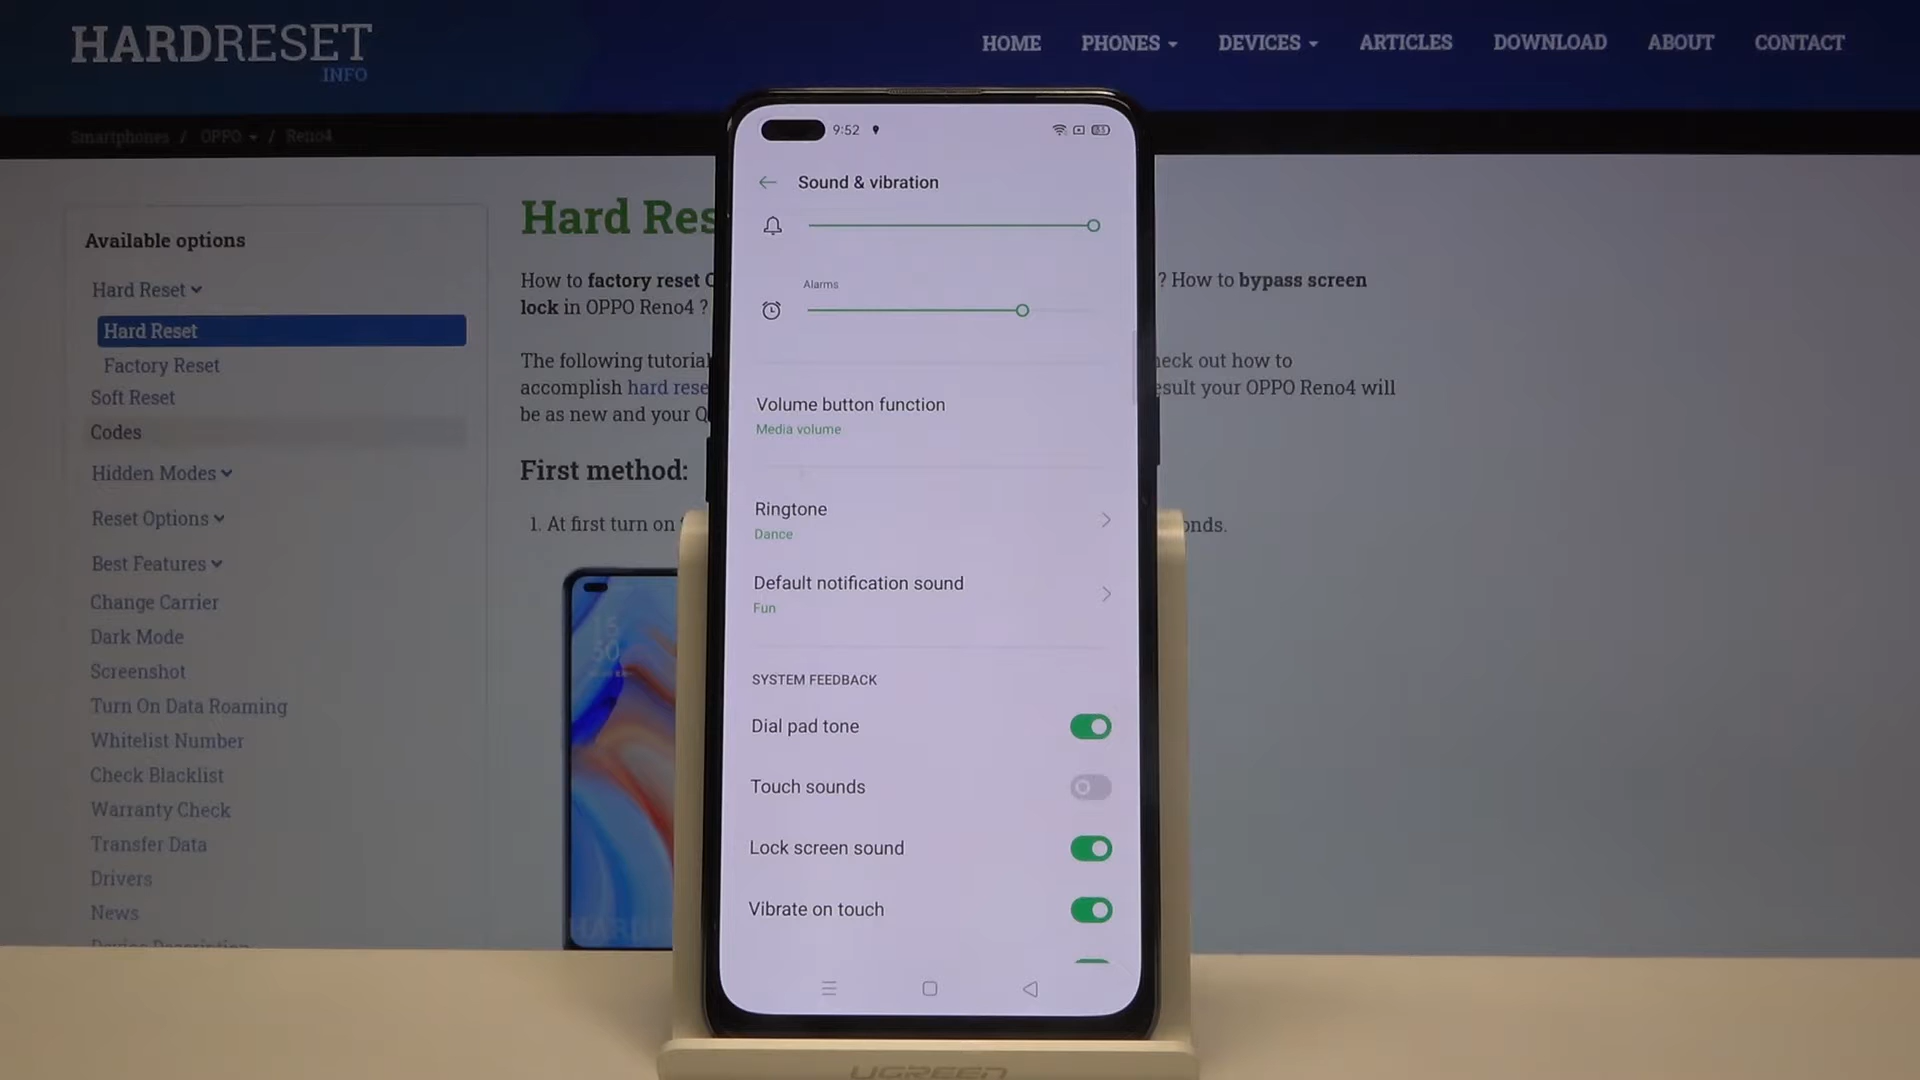 HARDRESET
INFO
HOME PHONES DEVICES ARTICLES DOWNLOAD ABOUT CONTACT
Smartphones / OPPO / Reno4
Available options
Hard Reset
Hard Reset
Factory Reset
Soft Reset
Codes
Hidden Modes
Reset Options
Best Features
Change Carrier
Dark Mode
Screenshot
Turn On Data Roaming
Whitelist Number
Check Blacklist
Warranty Check
Transfer Data
Drivers
News
Device Description
Hard Res
How to factory reset O ? How to bypass screen
lock in OPPO Reno4 ?
The following tutorial heck out how to
accomplish hard rese esult your OPPO Reno4 will
be as new and your
First method:
1. At first turn on onds.
9:52
Sound & vibration
Alarms
Volume button function
Media volume
Ringtone
Dance
Default notification sound
Fun
SYSTEM FEEDBACK
Dial pad tone
Touch sounds
Lock screen sound
Vibrate on touch
UGREEN